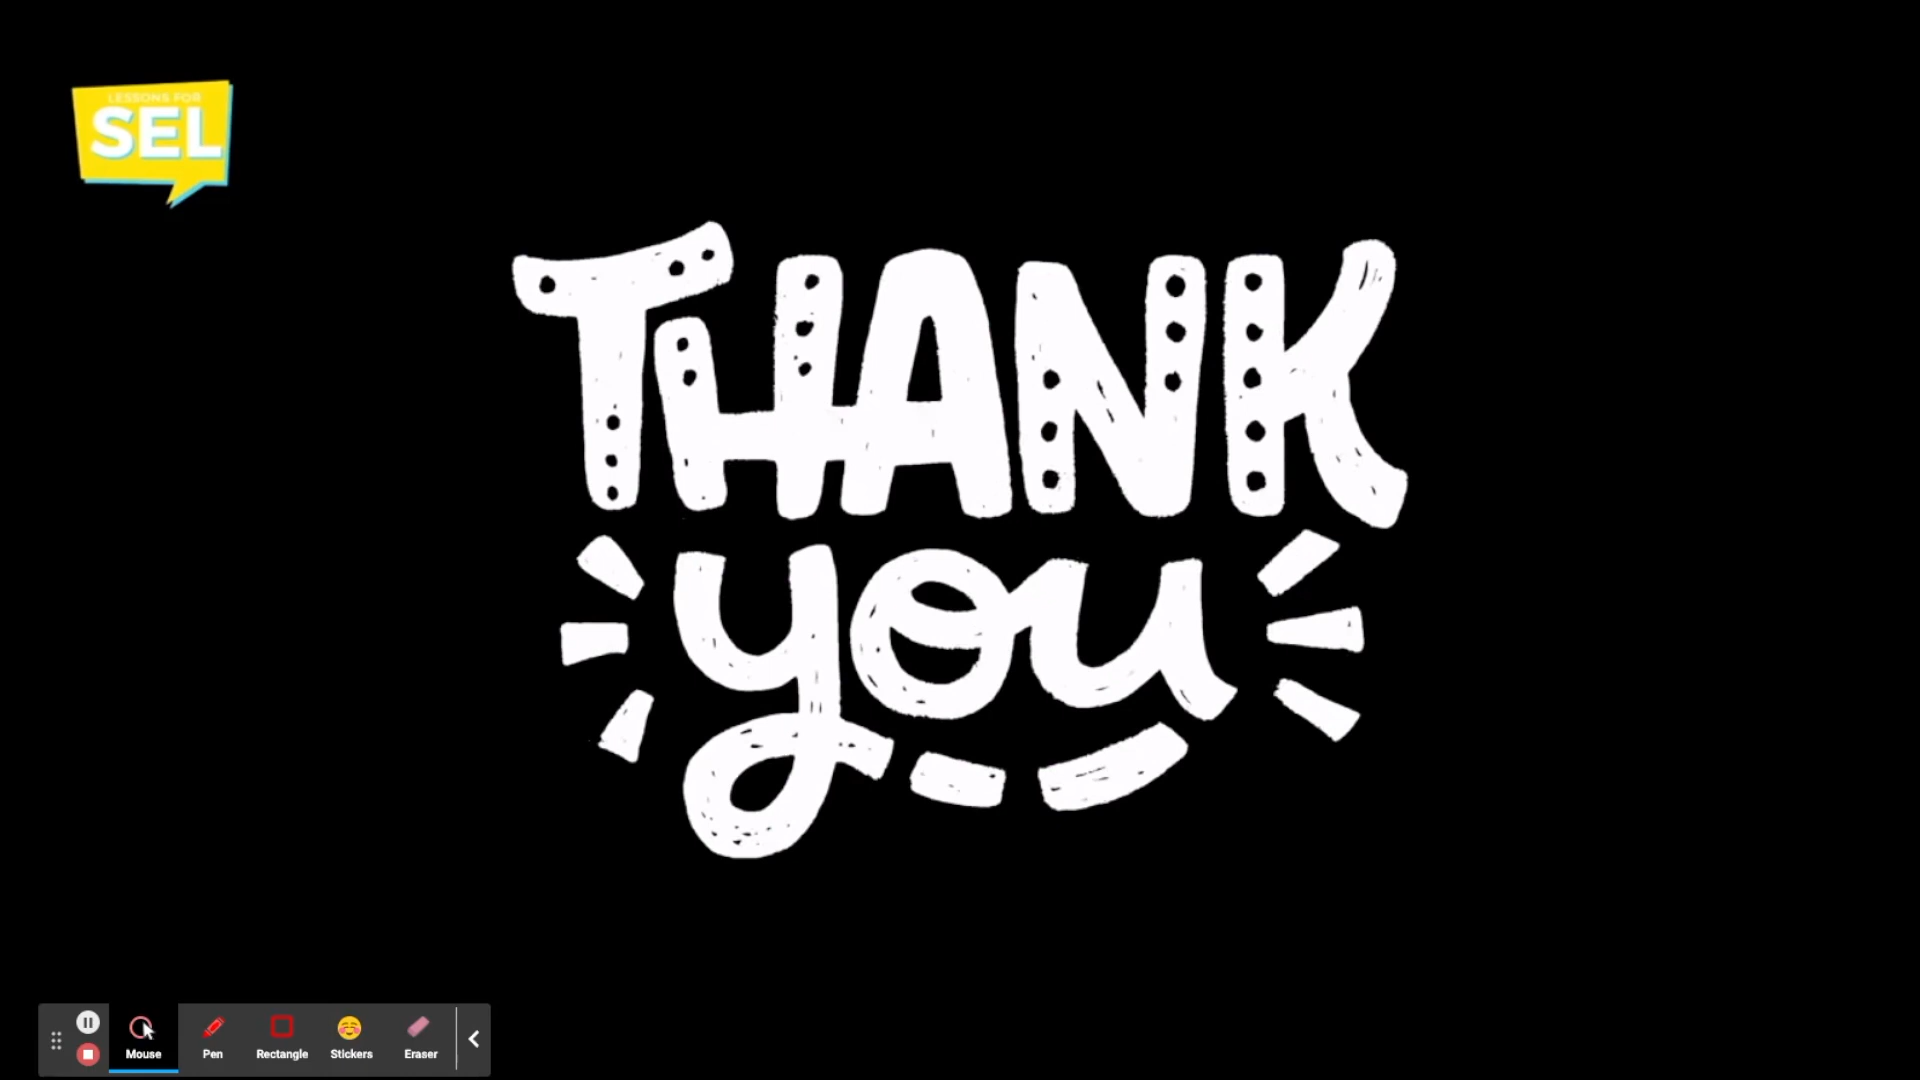 LESSONS FOR
SEL
THANK
you
Mouse
Pen
Rectangle
Stickers
Eraser